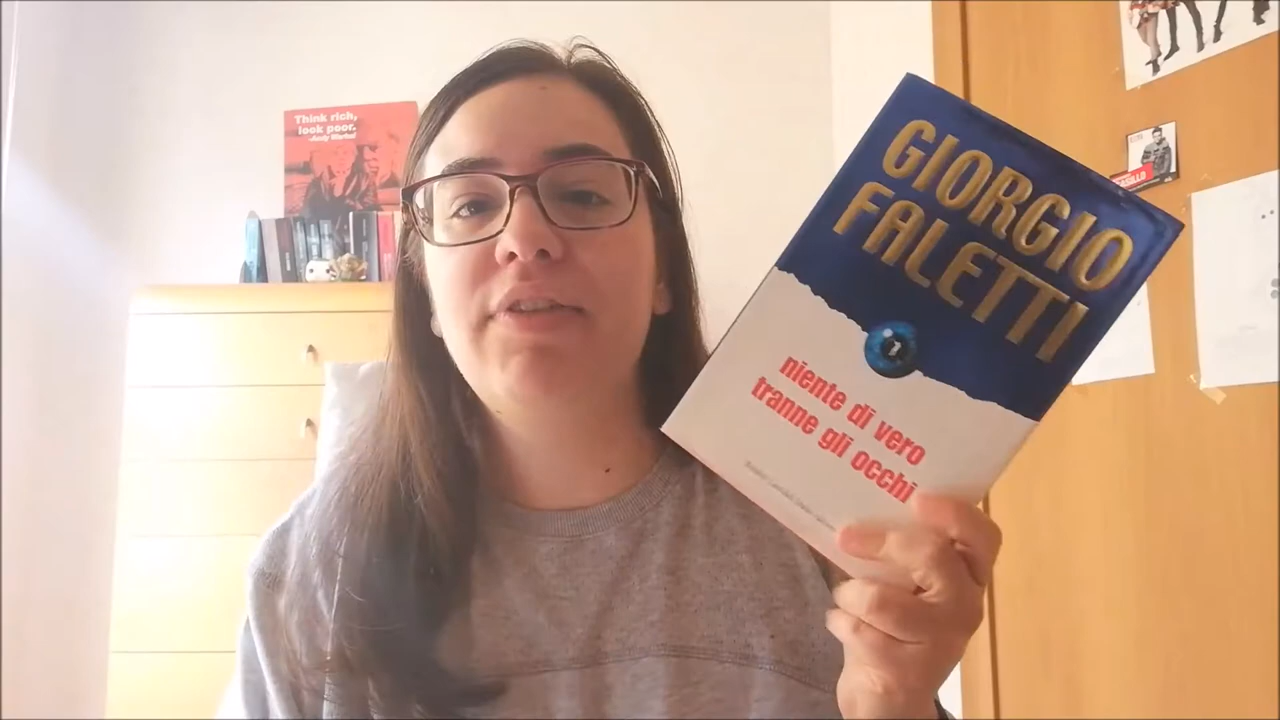 Think rich,
look poor.
-Andy Warhol
GIORGIO
FALETTI
niente di vero
tranne gli occhi